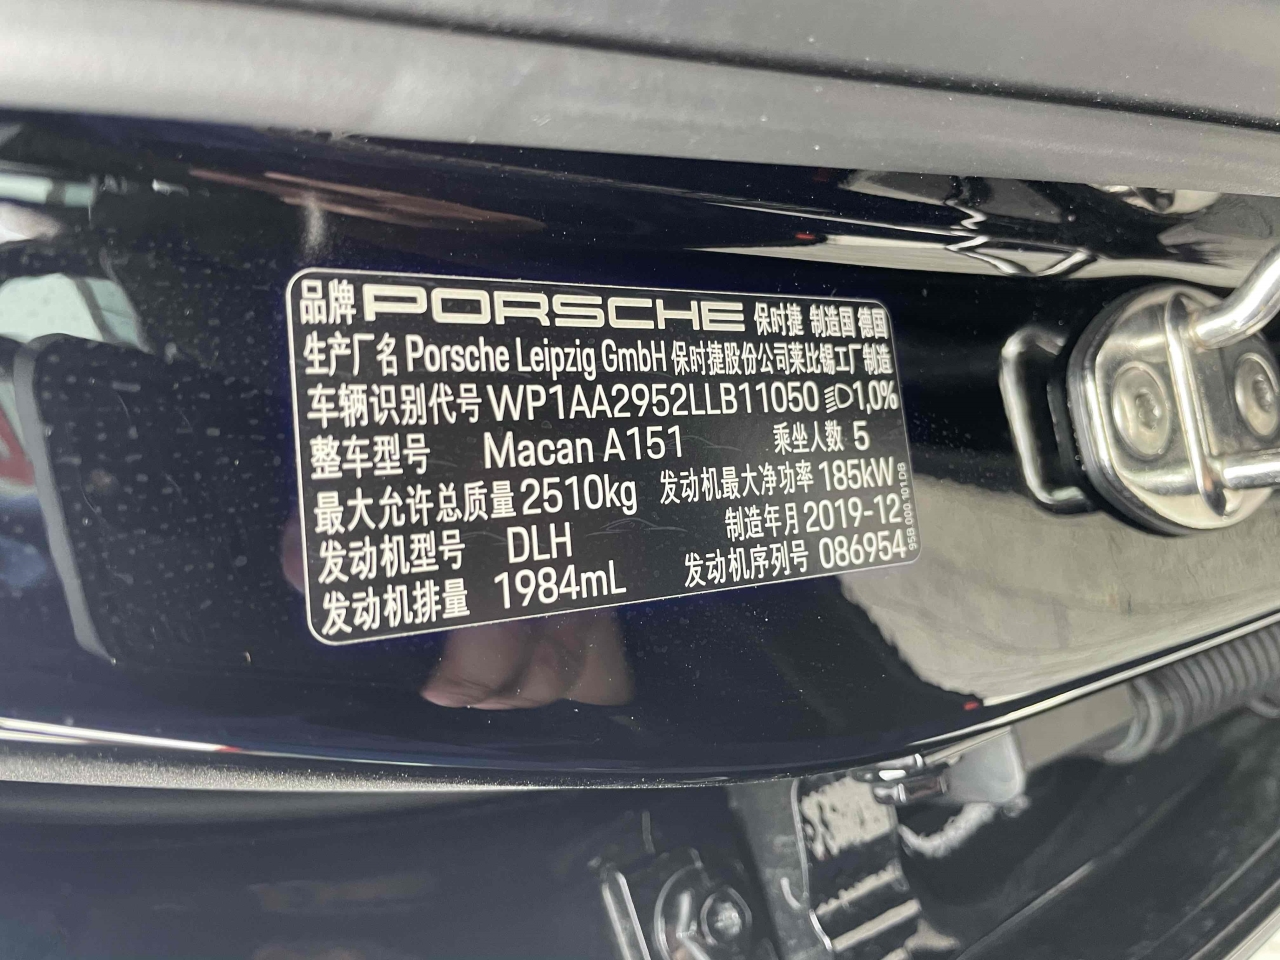 品牌 PORSCHE 保时捷 制造国 德国
生产厂名 Porsche Leipzig GmbH 保时捷股份公司莱比锡工厂制造
车辆识别代号 WP1AA2952LLB11050 1,0%
整车型号 Macan A151 乘坐人数 5
最大允许总质量 2510kg 发动机最大净功率 185kW
发动机型号 DLH 制造年月 2019-12
发动机排量 1984mL 发动机序列号 086954
95B.000.101.DB